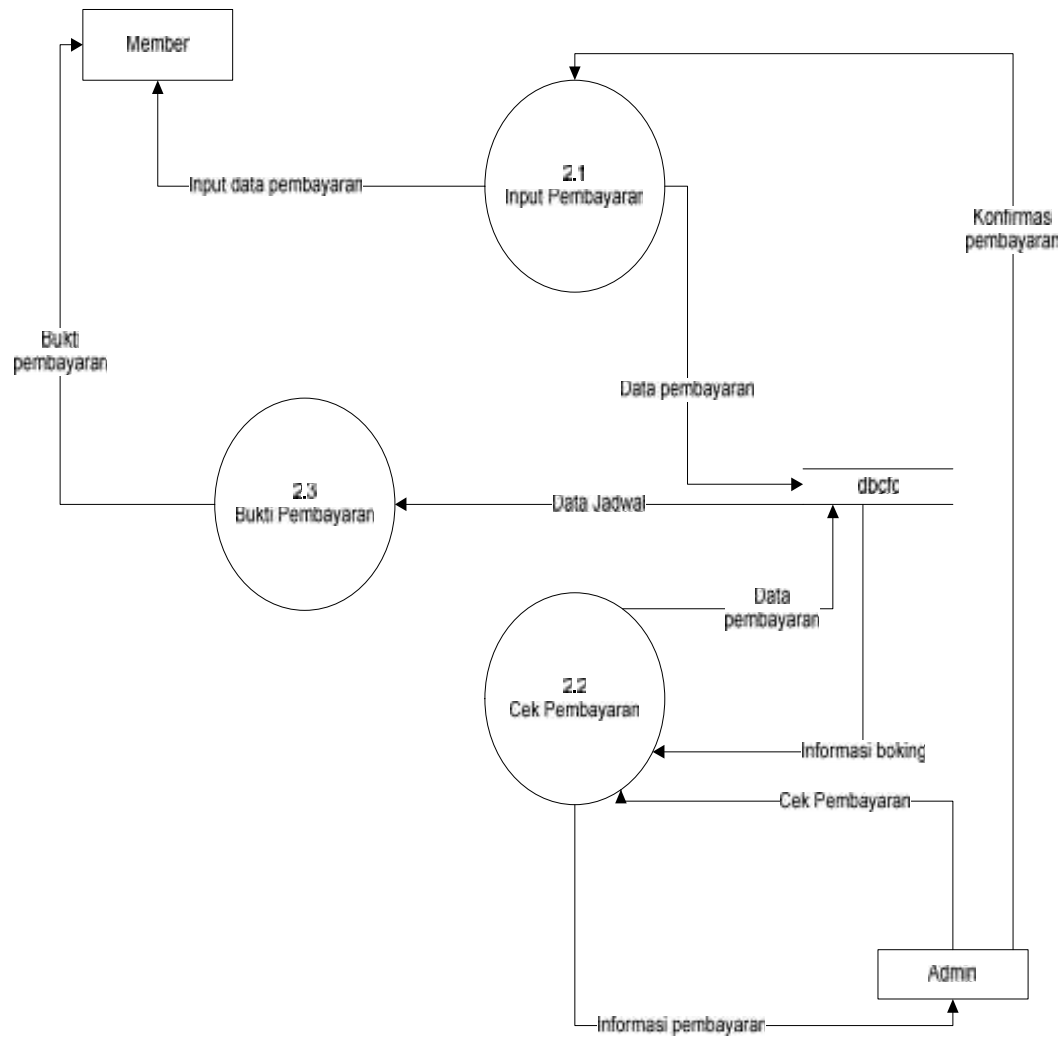 Member
2.1
Input Pembayaran
Input data pembayaran
Konfirmas
pembayaran
Bukti
pembayaran
Data pembayaran
2.3
Bukti Pembayaran
Data Jadwal
dbcfc
Data
pembayaran
2.2
Cek Pembayaran
Informasi boking
Cek Pembayaran
Admin
Informasi pembayaran